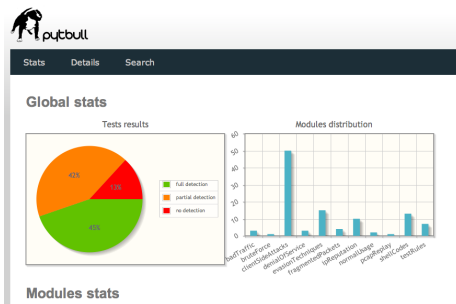 pytbull
Stats Details Search
Global stats
Tests results
42%
13%
45%
full detection
partial detection
no detection
Modules distribution
60
50
40
30
20
10
0
badTraffic
bruteForce
clientSideAttacks
denialOfService
evasionTechniques
fragmentedPackets
ipReputation
normalUsage
pcapReplay
shellCodes
testRules
Modules stats